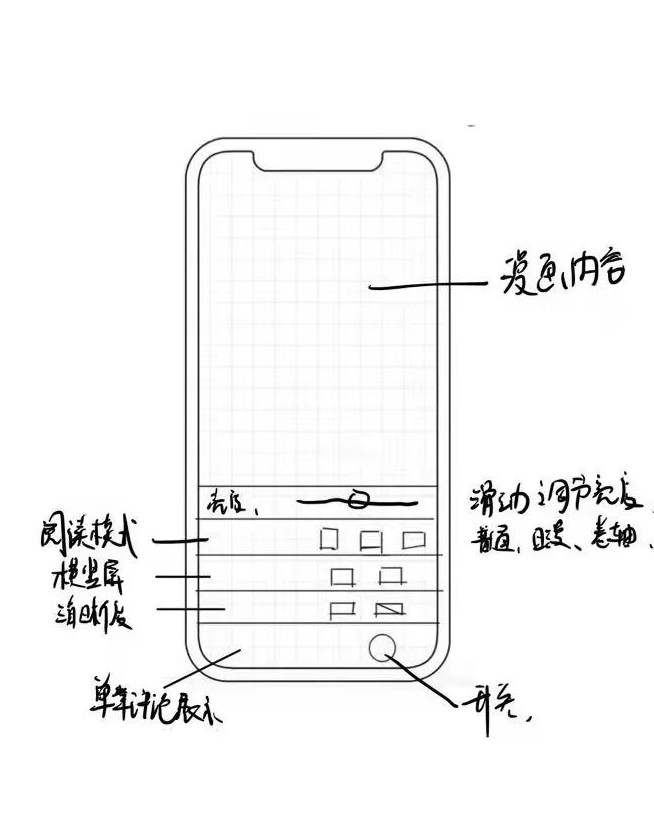 漫画内容
亮度、
滑动调节亮度、
阅读模式
普通、日漫、卷轴、
横竖屏
清晰度
单章评论展示
开关、